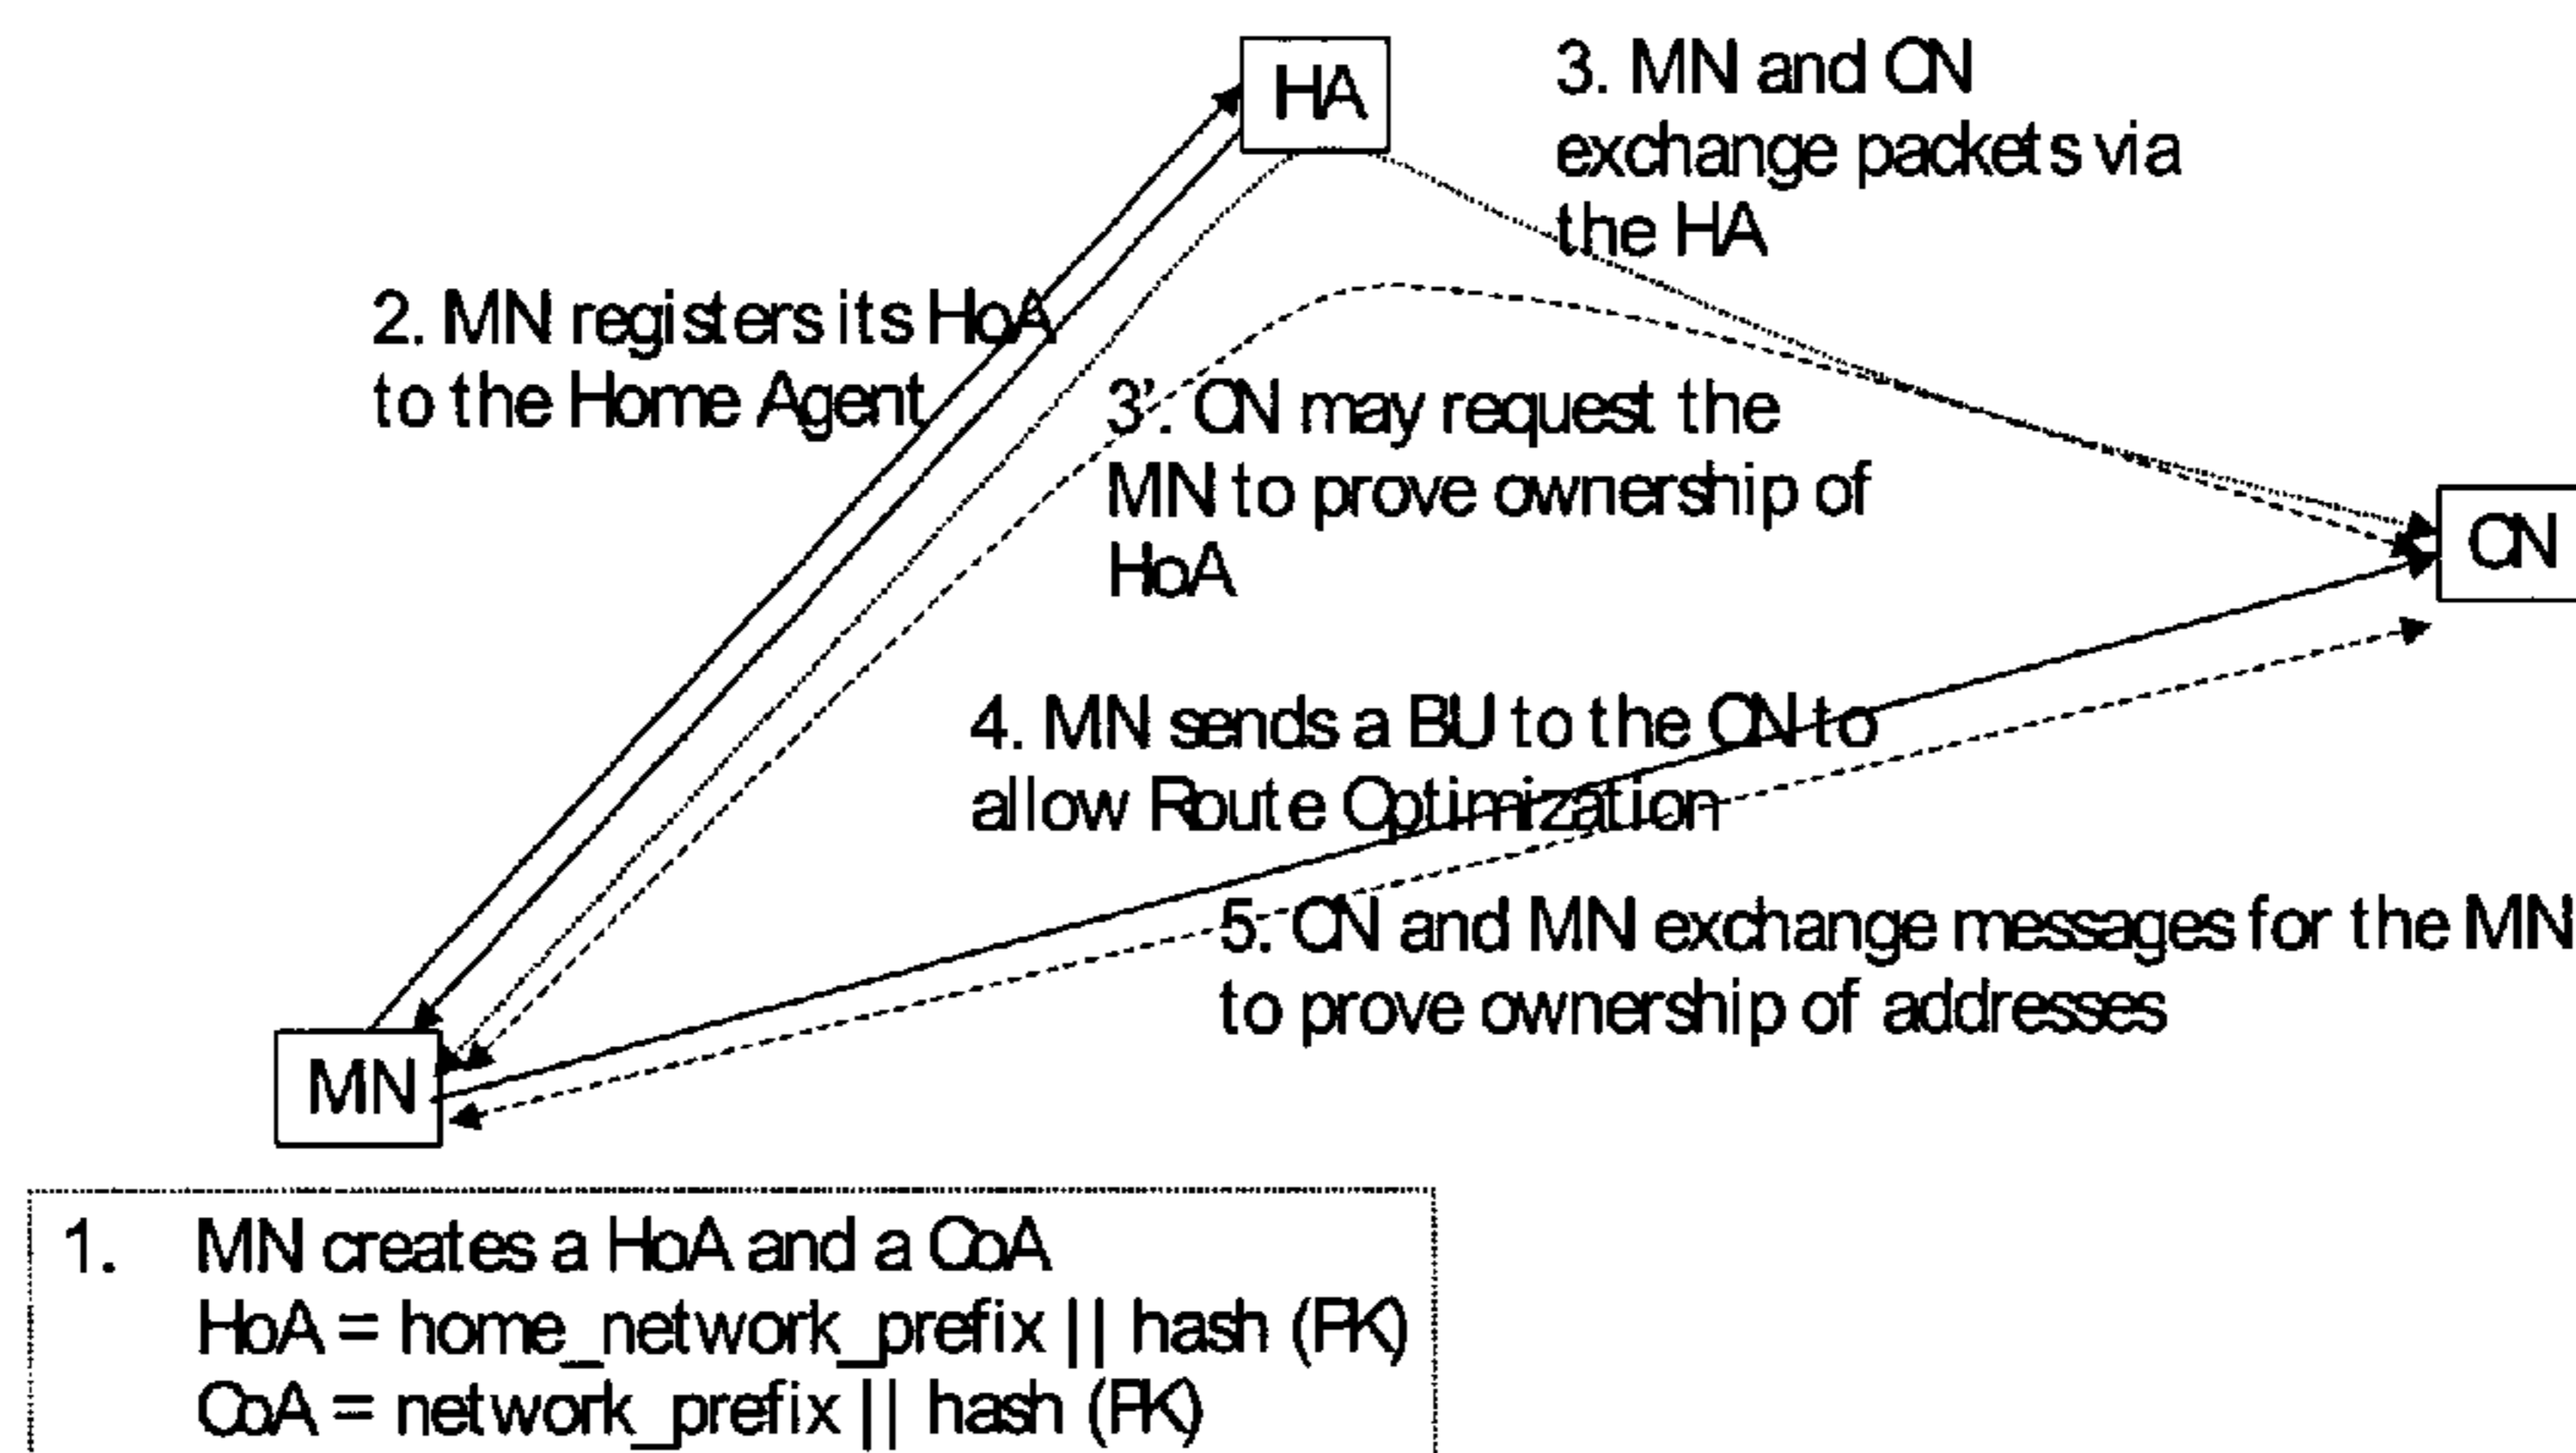 HA
3. MN and CN
exchange packets via
the HA
2. MN registers its HoA
to the Home Agent
3'. CN may request the
MN to prove ownership of
HoA
CN
4. MN sends a BU to the CN to
allow Route Optimization
5. CN and MN exchange messages for the MN
to prove ownership of addresses
MN
1. MN creates a HoA and a CoA
HoA = home_network_prefix || hash (PK)
CoA = network_prefix || hash (PK)